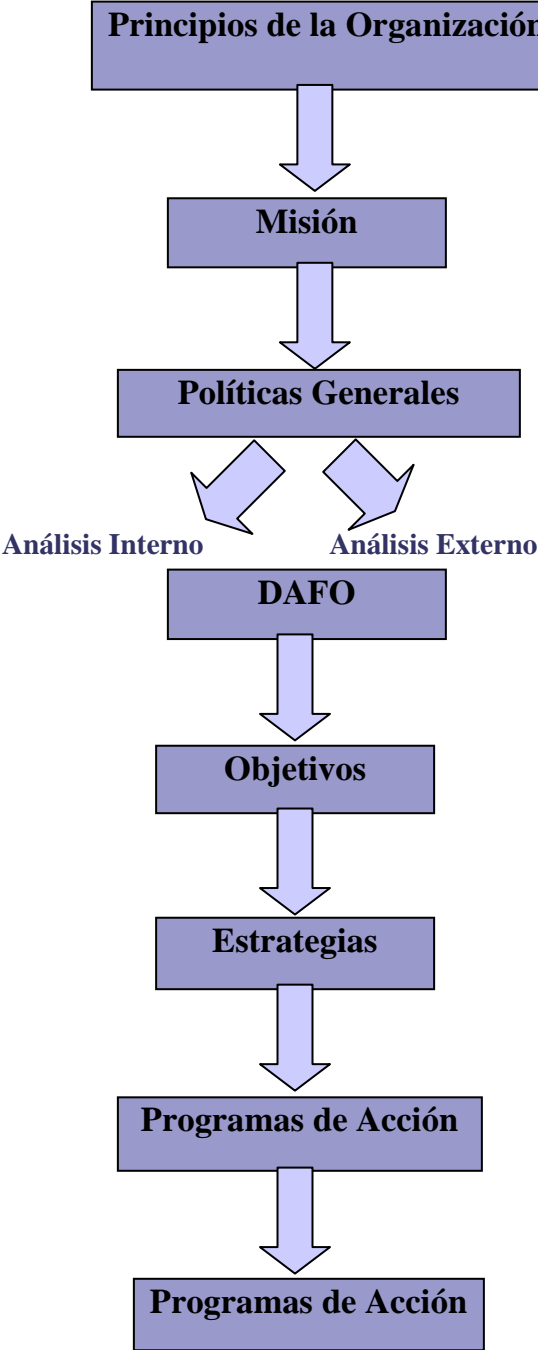 Principios de la Organización
Misión
Políticas Generales
Análisis Interno
Análisis Externo
DAFO
Objetivos
Estrategias
Programas de Acción
Programas de Acción